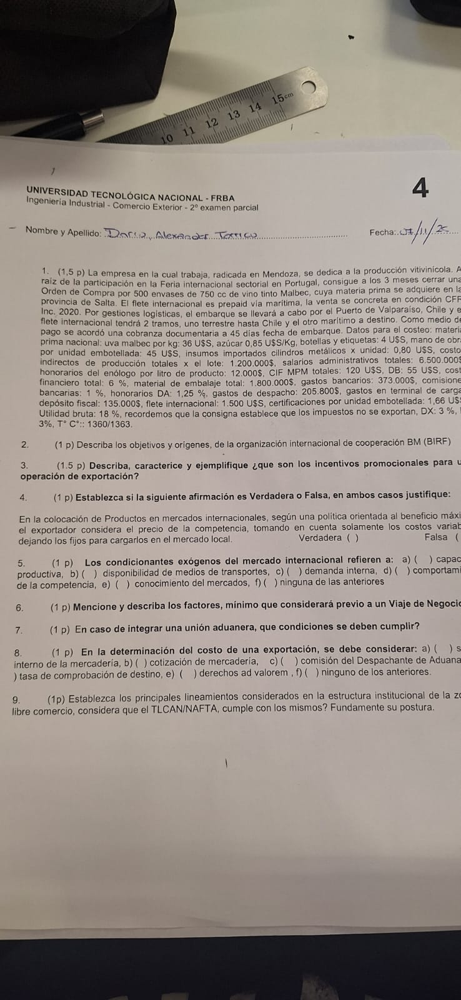 10 11 12 13 14 15cm
4
UNIVERSIDAD TECNOLÓGICA NACIONAL - FRBA
Ingeniería Industrial - Comercio Exterior - 2º examen parcial
Nombre y Apellido: Dario, Alexander Torrico Fecha: 07/11/25
1. (1,5 p) La empresa en la cual trabaja, radicada en Mendoza, se dedica a la producción vitivinícola. A
raíz de la participación en la Feria internacional sectorial en Portugal, consigue a los 3 meses cerrar una
Orden de Compra por 500 envases de 750 cc de vino tinto Malbec, cuya materia prima se adquiere en la
provincia de Salta. El flete internacional es prepaid vía marítima, la venta se concreta en condición CFR
Inc. 2020. Por gestiones logísticas, el embarque se llevará a cabo por el Puerto de Valparaíso, Chile y e
flete internacional tendrá 2 tramos, uno terrestre hasta Chile y el otro marítimo a destino. Como medio de
pago se acordó una cobranza documentaria a 45 días fecha de embarque. Datos para el costeo: materia
prima nacional: uva malbec por kg: 36 U$S, azúcar 0,85 U$S/Kg, botellas y etiquetas: 4 U$S, mano de obra
por unidad embotellada: 45 U$S, insumos importados cilindros metálicos x unidad: 0,80 U$S, costo
indirectos de producción totales x el lote: 1.200.000$, salarios administrativos totales: 6.500.000$
honorarios del enólogo por litro de producto: 12.000$, CIF MPM totales: 120 U$S, DB: 55 U$S, cost
financiero total: 6 %, material de embalaje total: 1.800.000$, gastos bancarios: 373.000$, comisione
bancarias: 1 %, honorarios DA: 1,25 %, gastos de despacho: 205.800$, gastos en terminal de carga
depósito fiscal: 135.000$, flete internacional: 1.500 U$S, certificaciones por unidad embotellada: 1,66 U$
Utilidad bruta: 18 %, recordemos que la consigna establece que los impuestos no se exportan, DX: 3 %,
3%, T° C°:: 1360/1363.
2. (1 p) Describa los objetivos y orígenes, de la organización internacional de cooperación BM (BIRF)
3. (1.5 p) Describa, caracterice y ejemplifique ¿que son los incentivos promocionales para u
operación de exportación?
4. (1 p) Establezca si la siguiente afirmación es Verdadera o Falsa, en ambos casos justifique:
En la colocación de Productos en mercados internacionales, según una política orientada al beneficio máxi
el exportador considera el precio de la competencia, tomando en cuenta solamente los costos variab
dejando los fijos para cargarlos en el mercado local. Verdadera ( ) Falsa (
5. (1 p) Los condicionantes exógenos del mercado internacional refieren a: a) ( ) capac
productiva, b) ( ) disponibilidad de medios de transportes, c) ( ) demanda interna, d) ( ) comportami
de la competencia, e) ( ) conocimiento del mercados, f) ( ) ninguna de las anteriores
6. (1 p) Mencione y describa los factores, mínimo que considerará previo a un Viaje de Negocio
7. (1 p) En caso de integrar una unión aduanera, que condiciones se deben cumplir?
8. (1 p) En la determinación del costo de una exportación, se debe considerar: a) ( ) s
interno de la mercadería, b) ( ) cotización de mercadería, c) ( ) comisión del Despachante de Aduana
) tasa de comprobación de destino, e) ( ) derechos ad valorem , f) ( ) ninguno de los anteriores.
9. (1p) Establezca los principales lineamientos considerados en la estructura institucional de la zo
libre comercio, considera que el TLCAN/NAFTA, cumple con los mismos? Fundamente su postura.